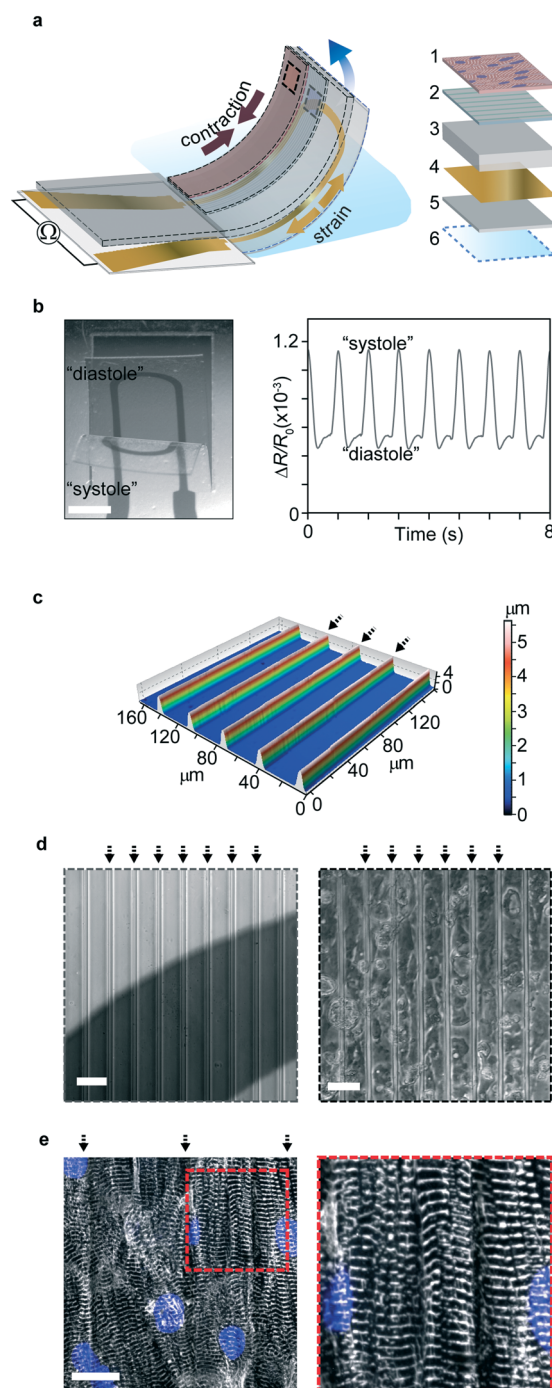 a
contraction
strain
Ω
1
2
3
4
5
6
b
"diastole"
"systole"
ΔR/R0(x10-3)
1.2
0
"systole"
"diastole"
0 8
Time (s)
c
μm
5
4
3
2
1
0
4
0
160
120
80
40
0
μm
120
80
40
0
μm
d
e